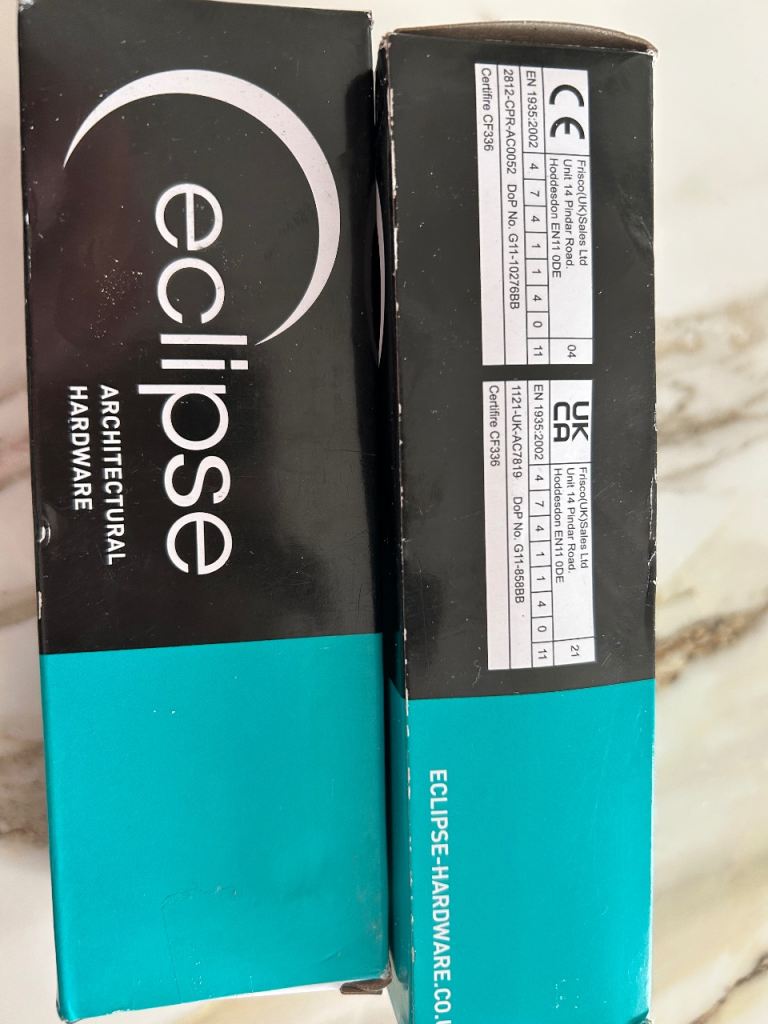 eclipse
ARCHITECTURAL
HARDWARE
CE
Frisco(UK)Sales Ltd
Unit 14 Pindar Road.
Hoddesdon EN11 0DE
04
EN 1935:2002 4 7 4 1 1 4 0 11
2812-CPR-AC0052 DoP No. G11-10276BB
Certifire CF336
UK
CA
Frisco(UK)Sales Ltd
Unit 14 Pindar Road.
Hoddesdon EN11 0DE
21
EN 1935:2002 4 7 4 1 1 4 0 11
1121-UK-AC7819 DoP No. G11-858BB
Certifire CF336
ECLIPSE-HARDWARE.CO.U